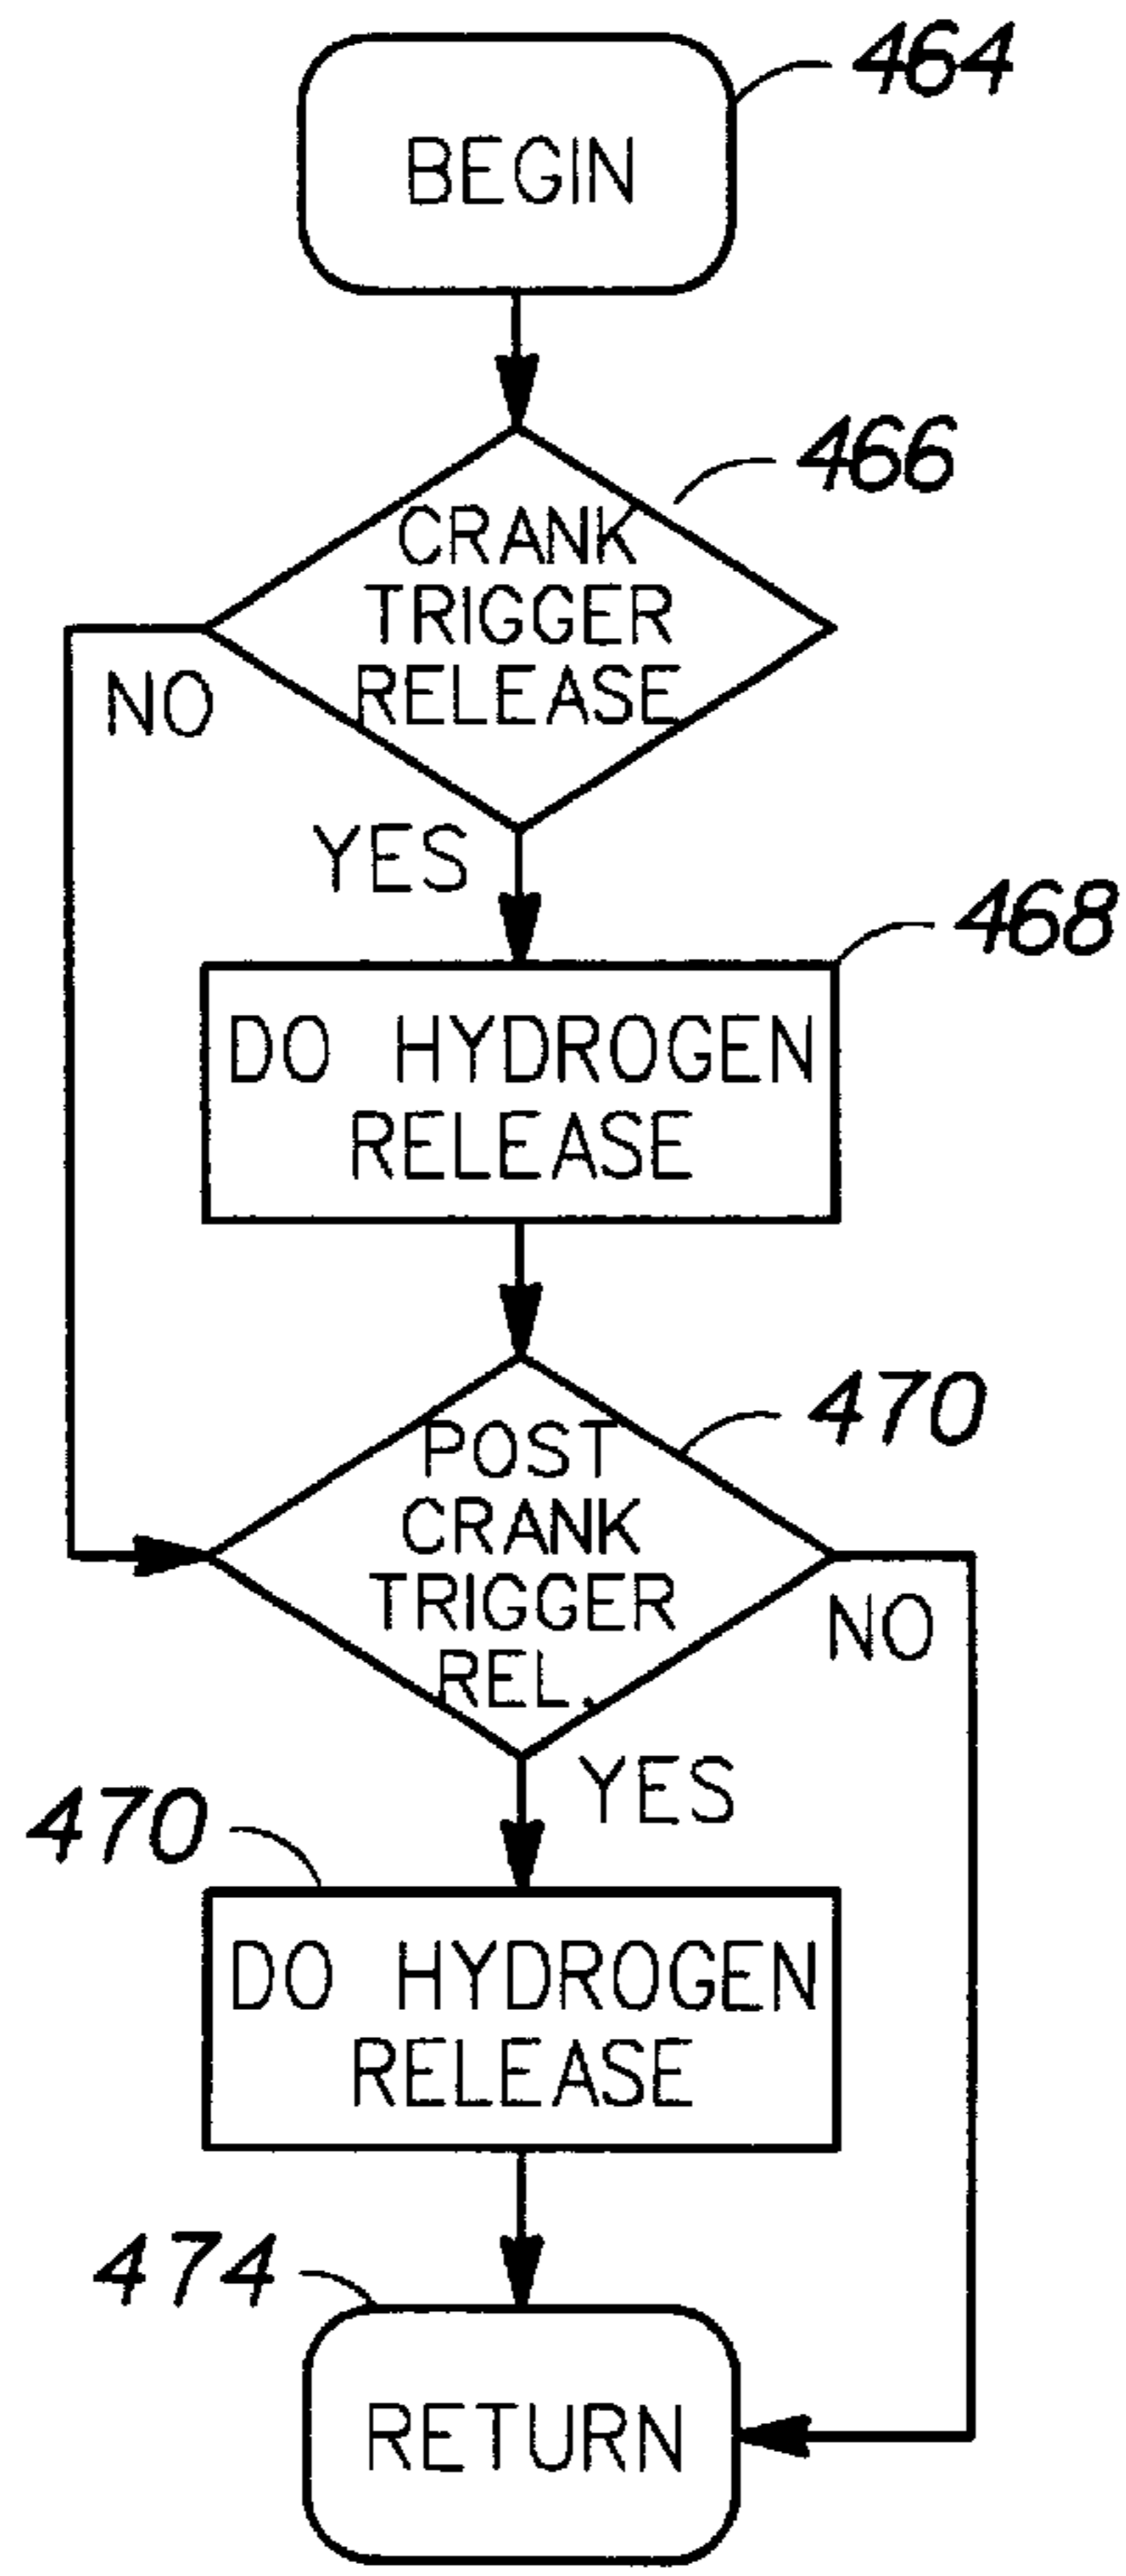 464
BEGIN
466
CRANK
TRIGGER
RELEASE
NO
YES
468
DO HYDROGEN
RELEASE
470
POST
CRANK
TRIGGER
REL.
NO
YES
470
DO HYDROGEN
RELEASE
474
RETURN